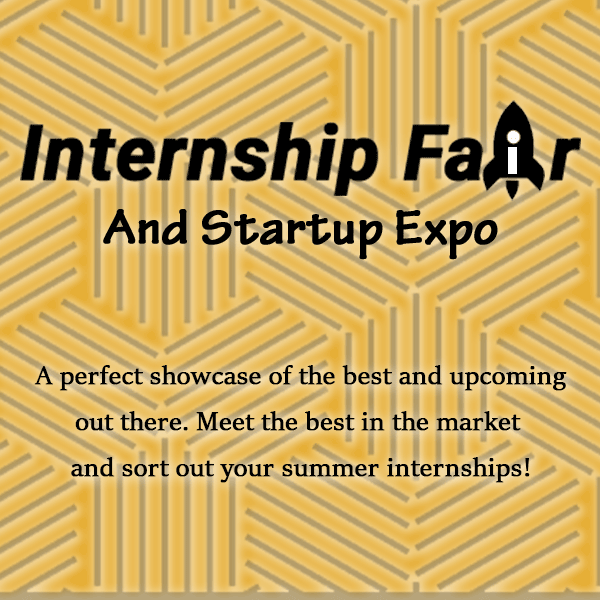 Internship Fair
And Startup Expo
A perfect showcase of the best and upcoming
out there. Meet the best in the market
and sort out your summer internships!